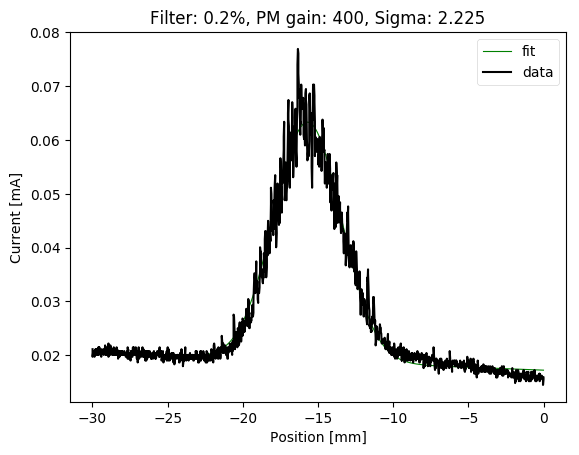 Filter: 0.2%, PM gain: 400, Sigma: 2.225
fit
data
0.08
0.07
0.06
0.05
0.04
0.03
0.02
Current [mA]
−30
−25
−20
−15
−10
−5
0
Position [mm]